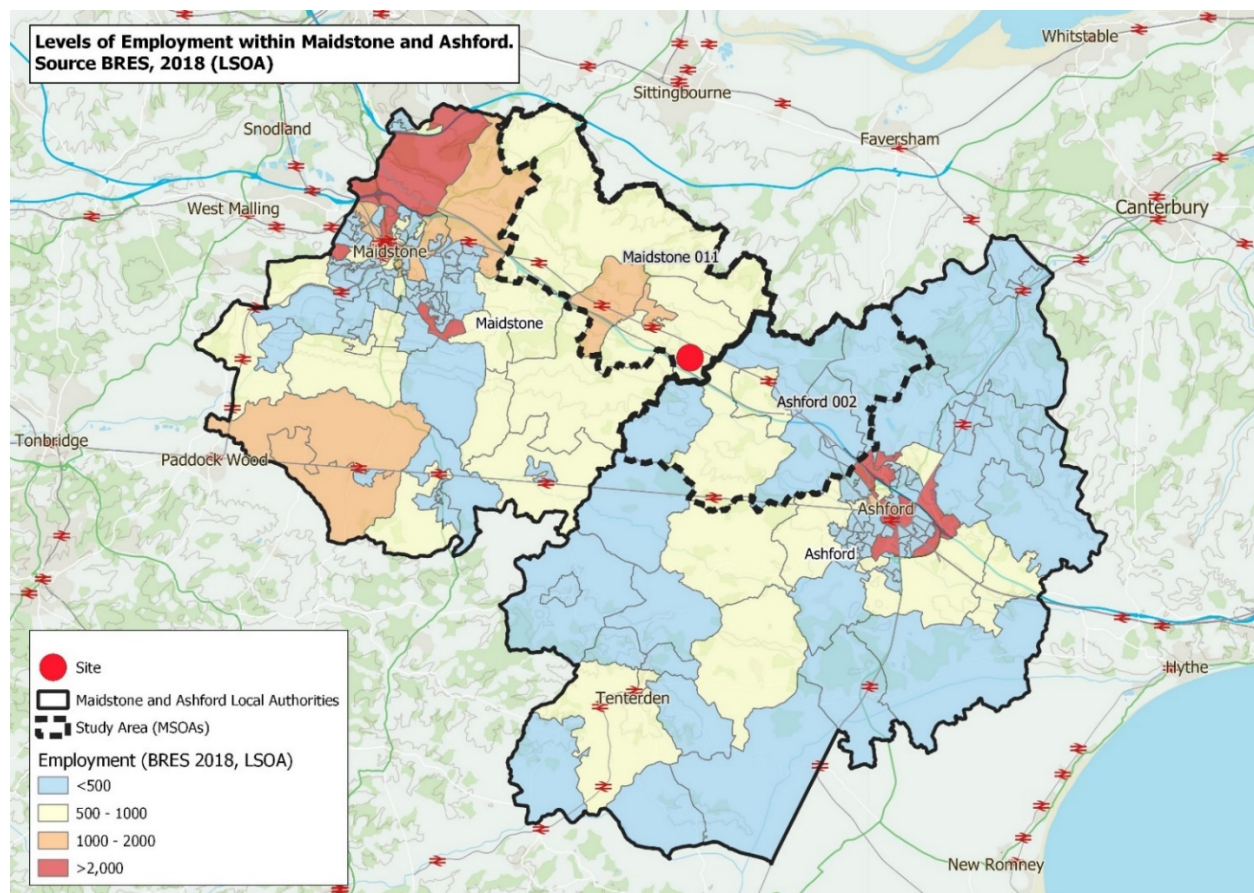 Levels of Employment within Maidstone and Ashford.
Source BRES, 2018 (LSOA)
Whitstable
Sittingbourne
Snodland
Faversham
West Malling
Canterbury
Maidstone
Maidstone 011
Maidstone
Ashford 002
Tonbridge
Paddock Wood
Ashford
Ashford
Tenterden
Hythe
New Romney
Site
Maidstone and Ashford Local Authorities
Study Area (MSOAs)
Employment (BRES 2018, LSOA)
<500
500 - 1000
1000 - 2000
>2,000